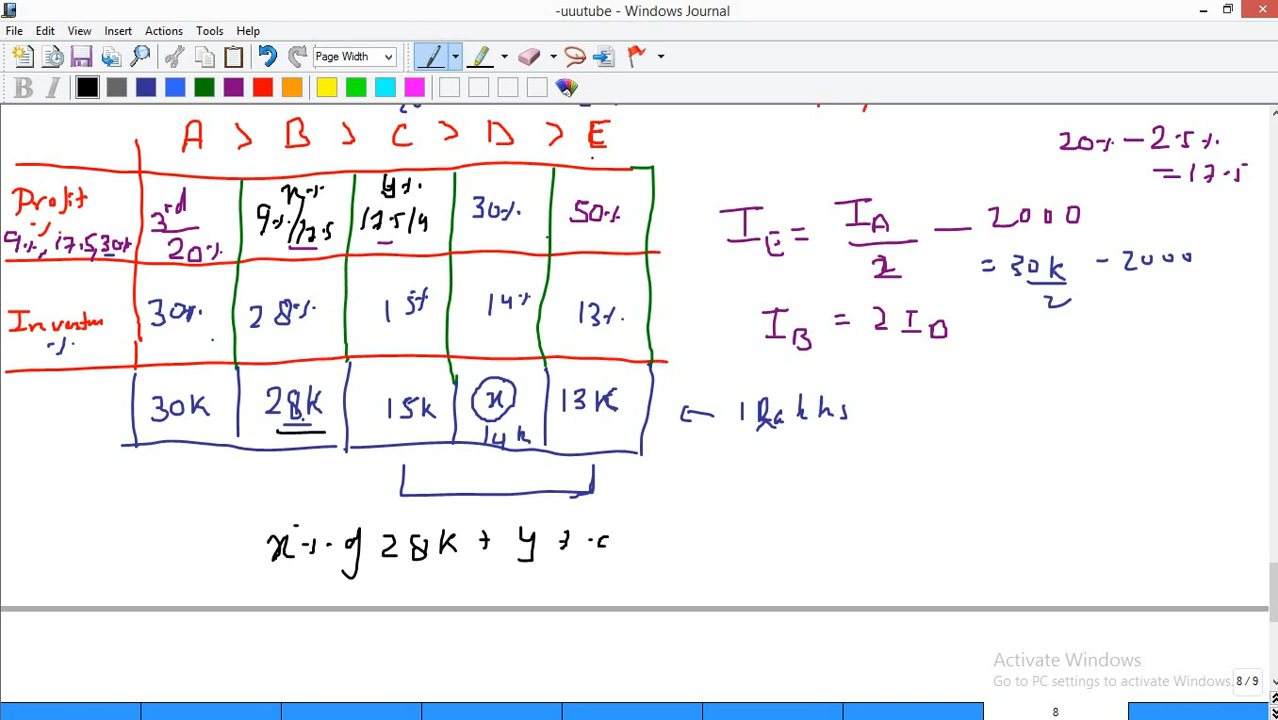 -uuutube - Windows Journal
File Edit View Insert Actions Tools Help
Page Width
B I
A > B > C > D > E
20% - 2.5%
= 17.5
Profit
%
9%, 17.5, 30%
3rd
20%
x%
9%/17.5
y%
17.5/9
30%
50%
I_E = I_A/2 - 2000
= 30K/2 - 2000
I_B = 2 I_D
%
30%
28%
15%
14%
13%
30K
28K
15K
x
14K
13K
← 1 Lakhs
x% of 28K + y
Activate Windows
Go to PC settings to activate Windows.
8 / 9
8